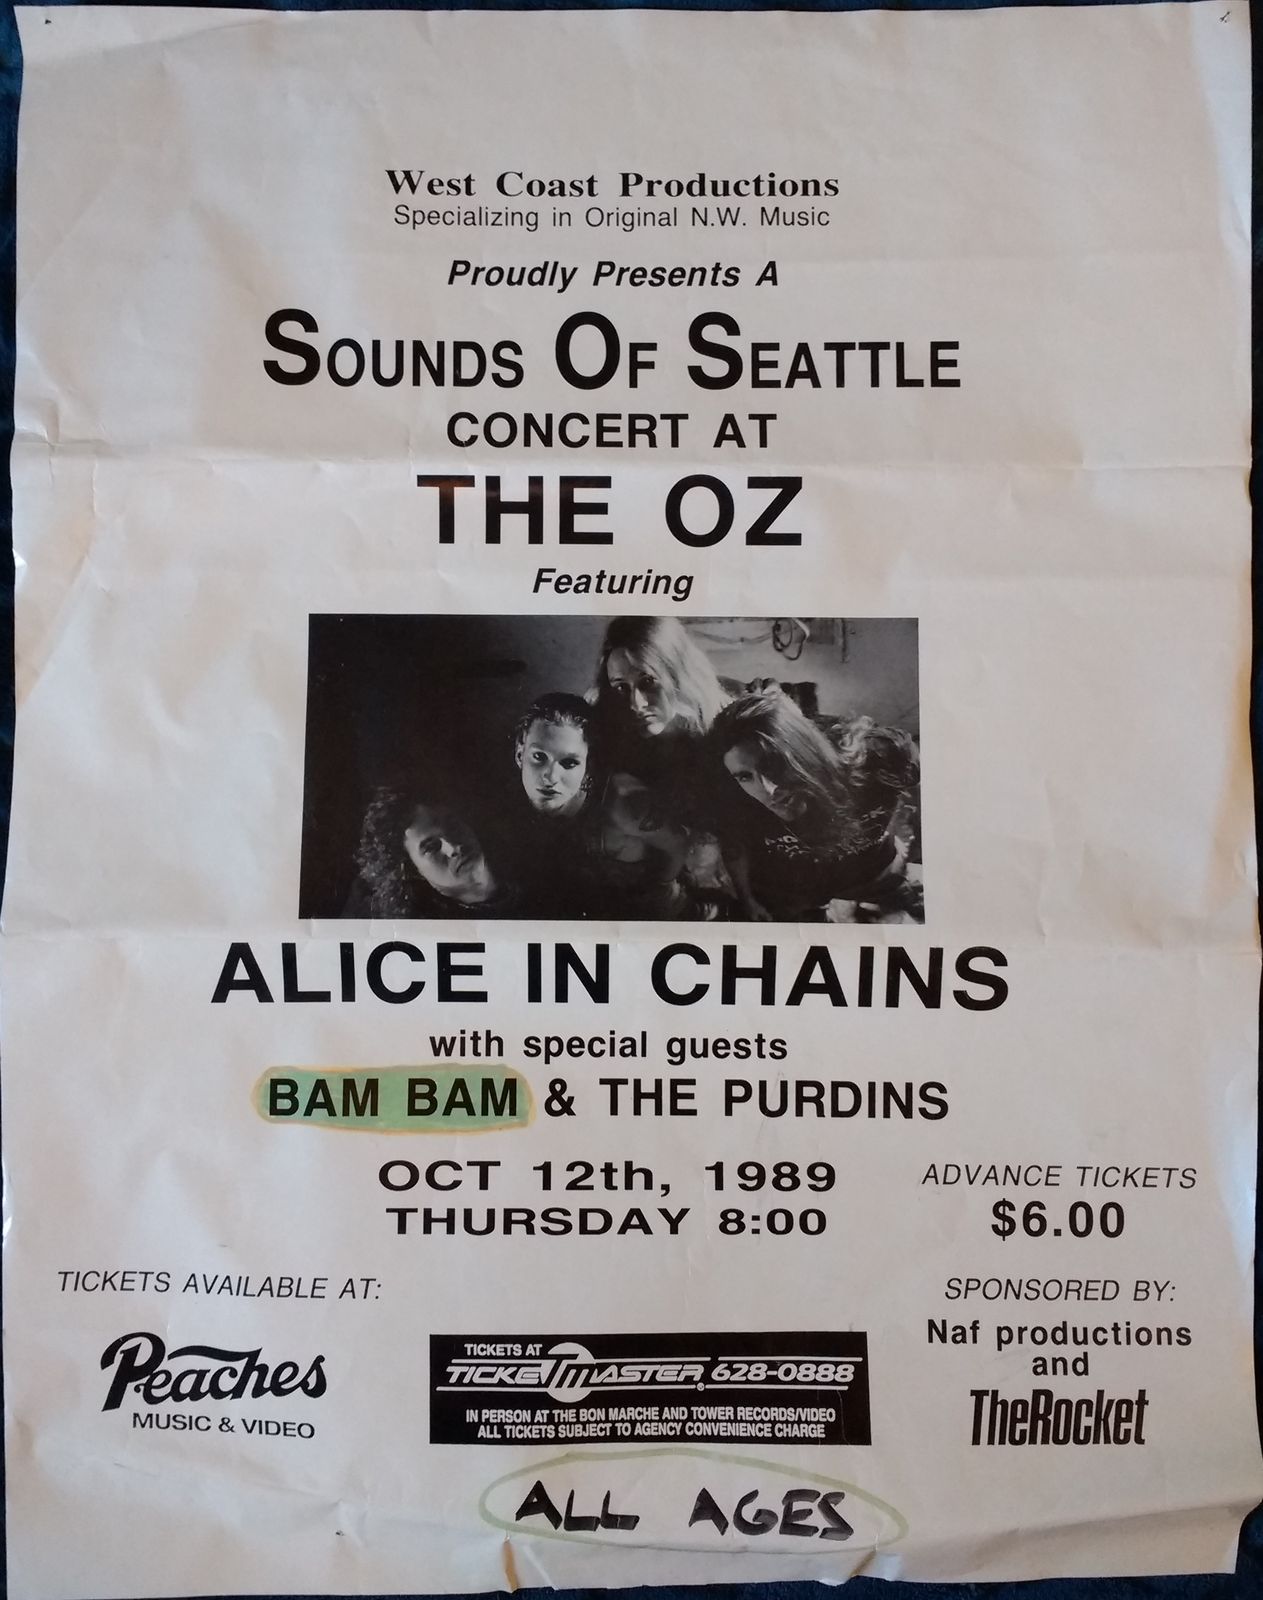 West Coast Productions
Specializing in Original N.W. Music
Proudly Presents A
SOUNDS OF SEATTLE
CONCERT AT
THE OZ
Featuring
ALICE IN CHAINS
with special guests
BAM BAM & THE PURDINS
OCT 12th, 1989
THURSDAY 8:00
ADVANCE TICKETS
$6.00
TICKETS AVAILABLE AT:
Peaches
MUSIC & VIDEO
TICKETS AT
TICKETMASTER® 628-0888
IN PERSON AT THE BON MARCHE AND TOWER RECORDS/VIDEO
ALL TICKETS SUBJECT TO AGENCY CONVENIENCE CHARGE
SPONSORED BY:
Naf productions
and
TheRocket
ALL AGES